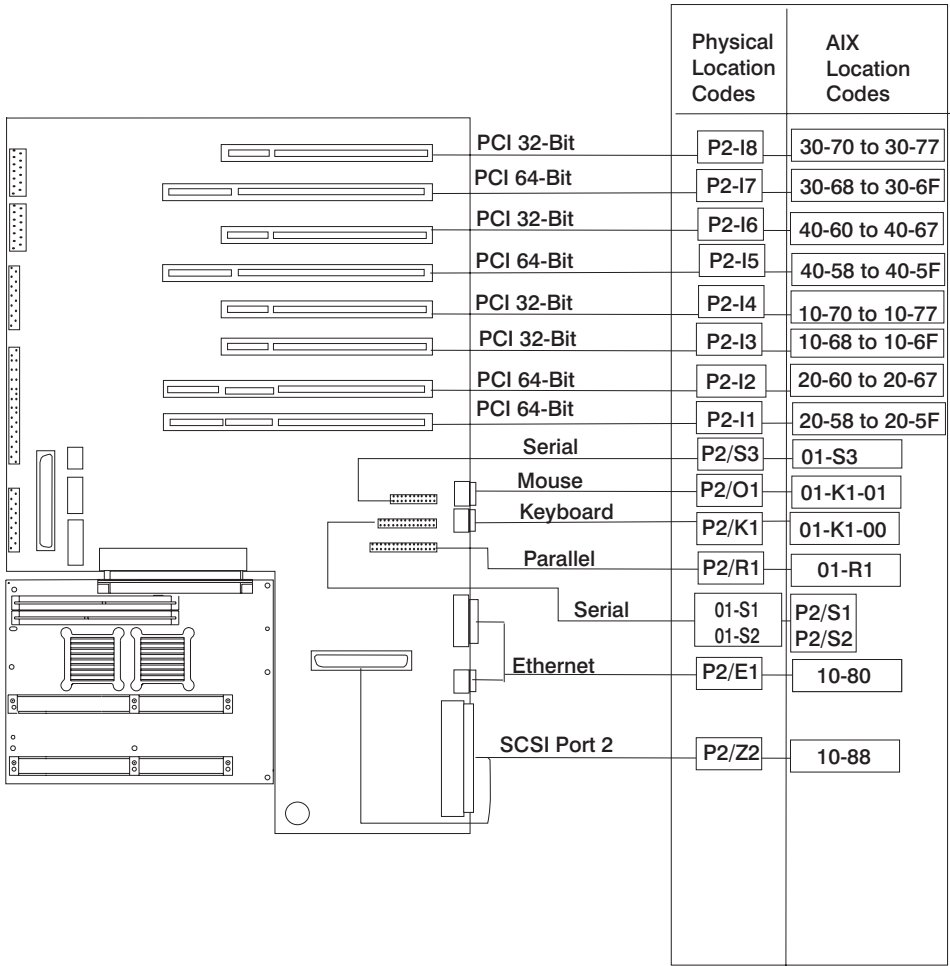 Physical Location Codes
AIX Location Codes
PCI 32-Bit P2-I8 30-70 to 30-77
PCI 64-Bit P2-I7 30-68 to 30-6F
PCI 32-Bit P2-I6 40-60 to 40-67
PCI 64-Bit P2-I5 40-58 to 40-5F
PCI 32-Bit P2-I4 10-70 to 10-77
PCI 32-Bit P2-I3 10-68 to 10-6F
PCI 64-Bit P2-I2 20-60 to 20-67
PCI 64-Bit P2-I1 20-58 to 20-5F
Serial P2/S3 01-S3
Mouse P2/O1 01-K1-01
Keyboard P2/K1 01-K1-00
Parallel P2/R1 01-R1
Serial 01-S1 P2/S1
01-S2 P2/S2
Ethernet P2/E1 10-80
SCSI Port 2 P2/Z2 10-88